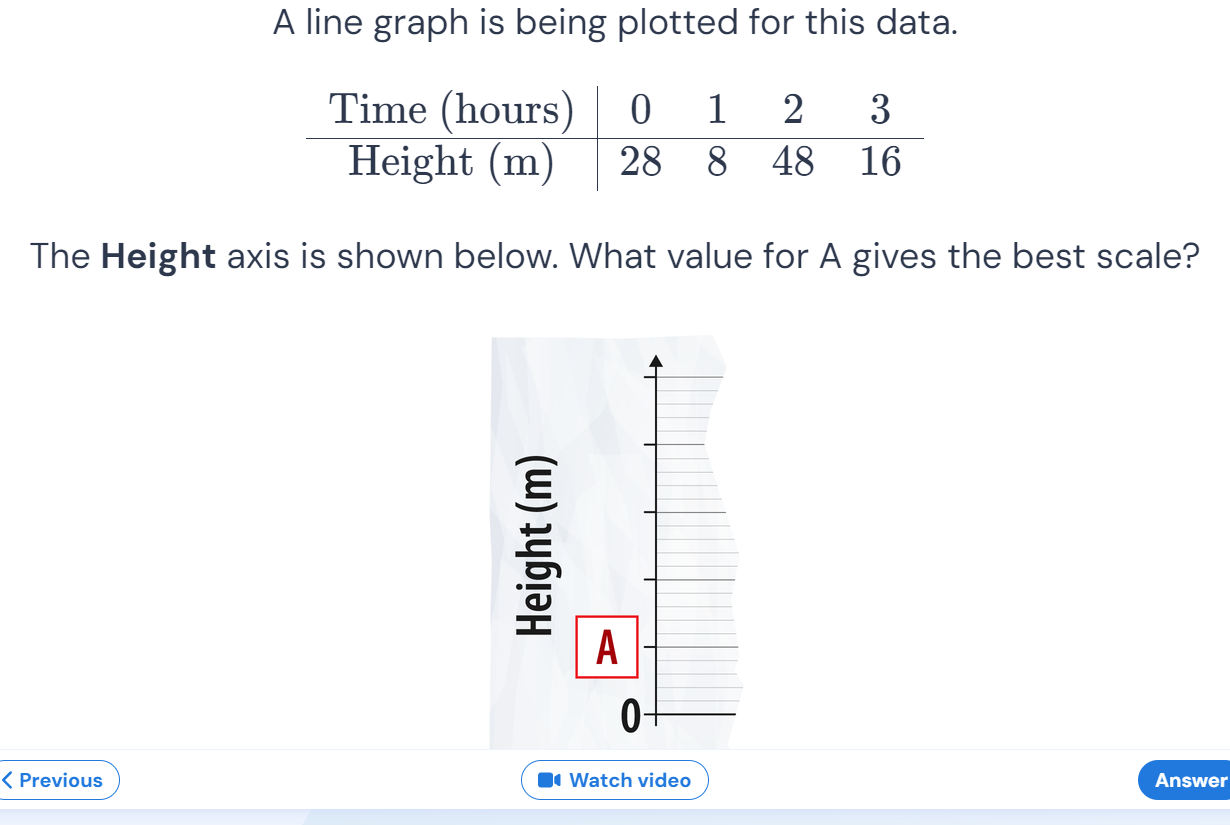 A line graph is being plotted for this data.
Time (hours) 0 1 2 3
Height (m) 28 8 48 16
The Height axis is shown below. What value for A gives the best scale?
Height (m)
A
0
Previous
Watch video
Answer